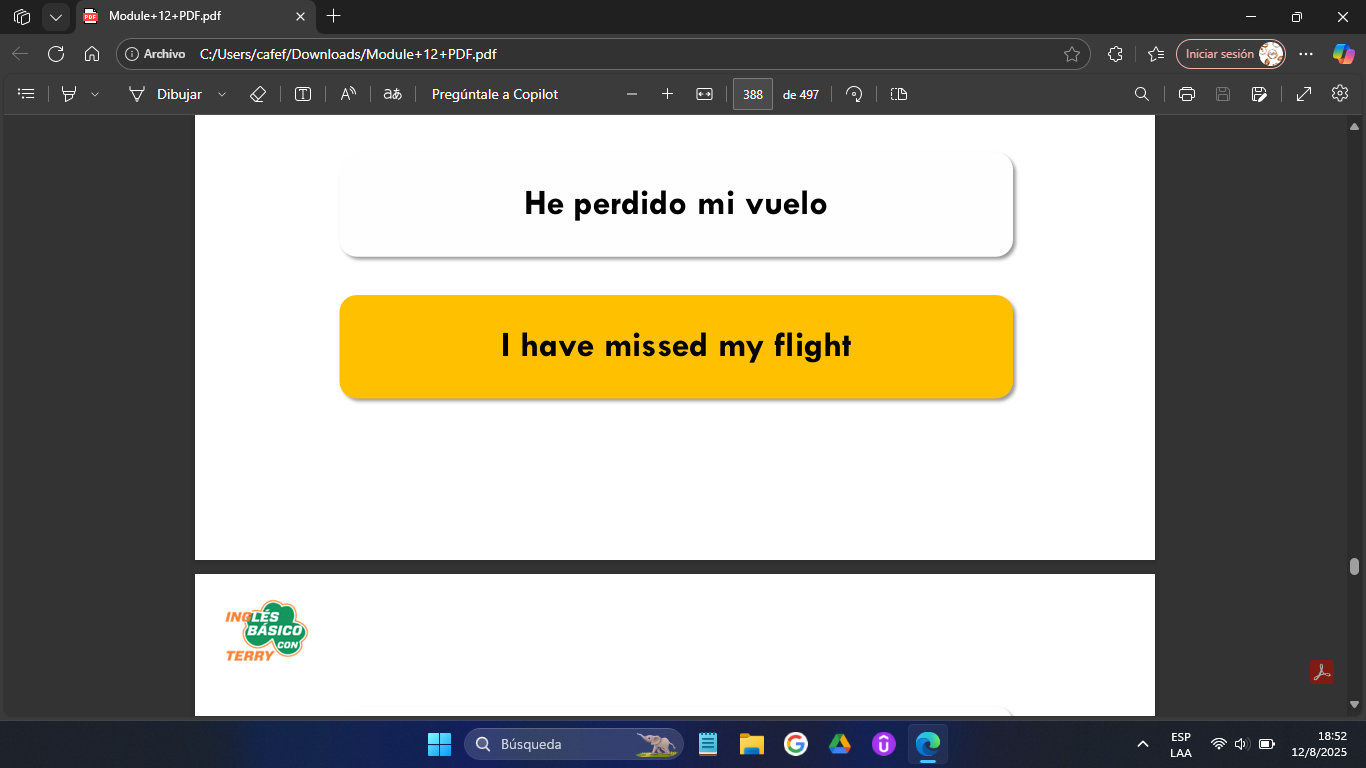 Module+12+PDF.pdf
Archivo C:/Users/cafef/Downloads/Module+12+PDF.pdf Iniciar sesión
Dibujar aあ Pregúntale a Copilot 388 de 497
He perdido mi vuelo
I have missed my flight
INGLÉS
BÁSICO
CON
TERRY
Búsqueda
ESP
LAA
18:52
12/8/2025